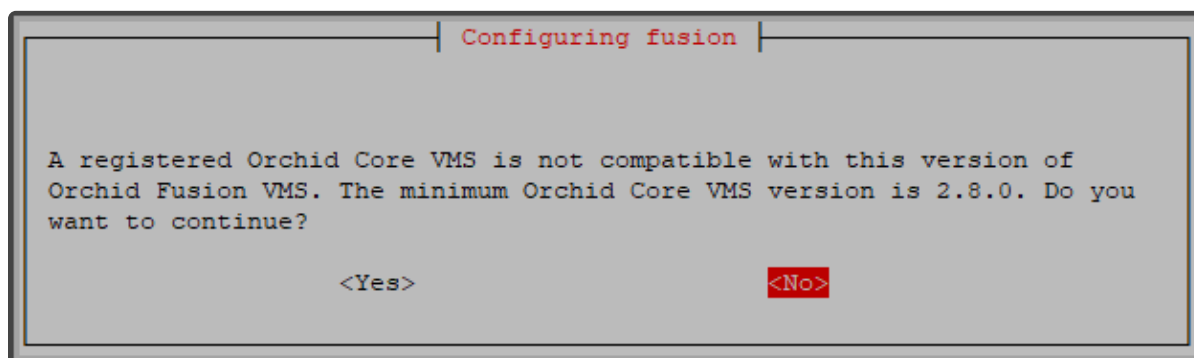 Configuring fusion
A registered Orchid Core VMS is not compatible with this version of
Orchid Fusion VMS. The minimum Orchid Core VMS version is 2.8.0. Do you
want to continue?
<Yes> <No>